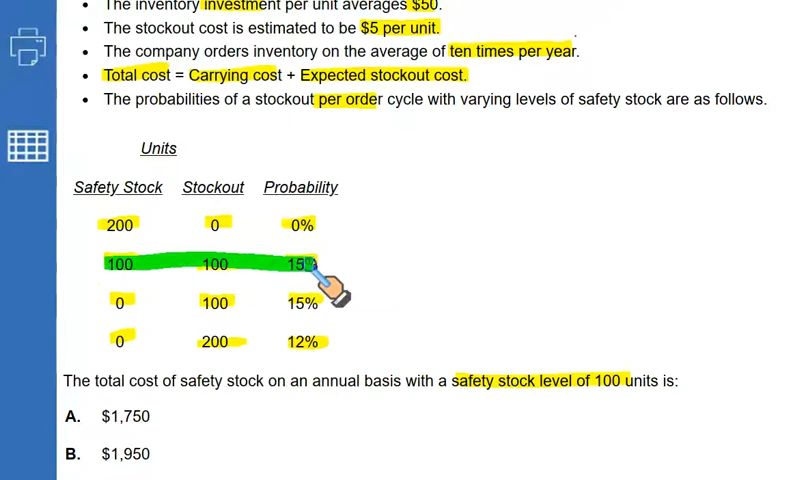 The inventory investment per unit averages $50.
The stockout cost is estimated to be $5 per unit.
The company orders inventory on the average of ten times per year.
Total cost = Carrying cost + Expected stockout cost.
The probabilities of a stockout per order cycle with varying levels of safety stock are as follows.
Units
Safety Stock Stockout Probability
200 0 0%
100 100 15%
0 100 15%
0 200 12%
The total cost of safety stock on an annual basis with a safety stock level of 100 units is:
A. $1,750
B. $1,950